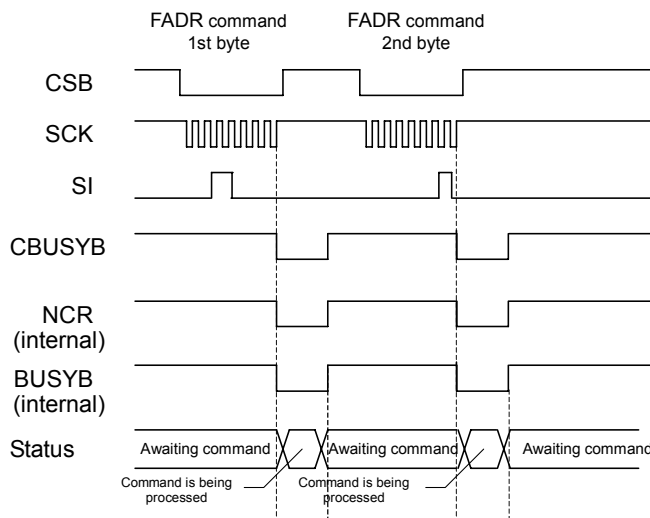 FADR command
1st byte
FADR command
2nd byte
CSB
SCK
SI
CBUSYB
NCR
(internal)
BUSYB
(internal)
Status
Awaiting command
Awaiting command
Awaiting command
Command is being
processed
Command is being
processed